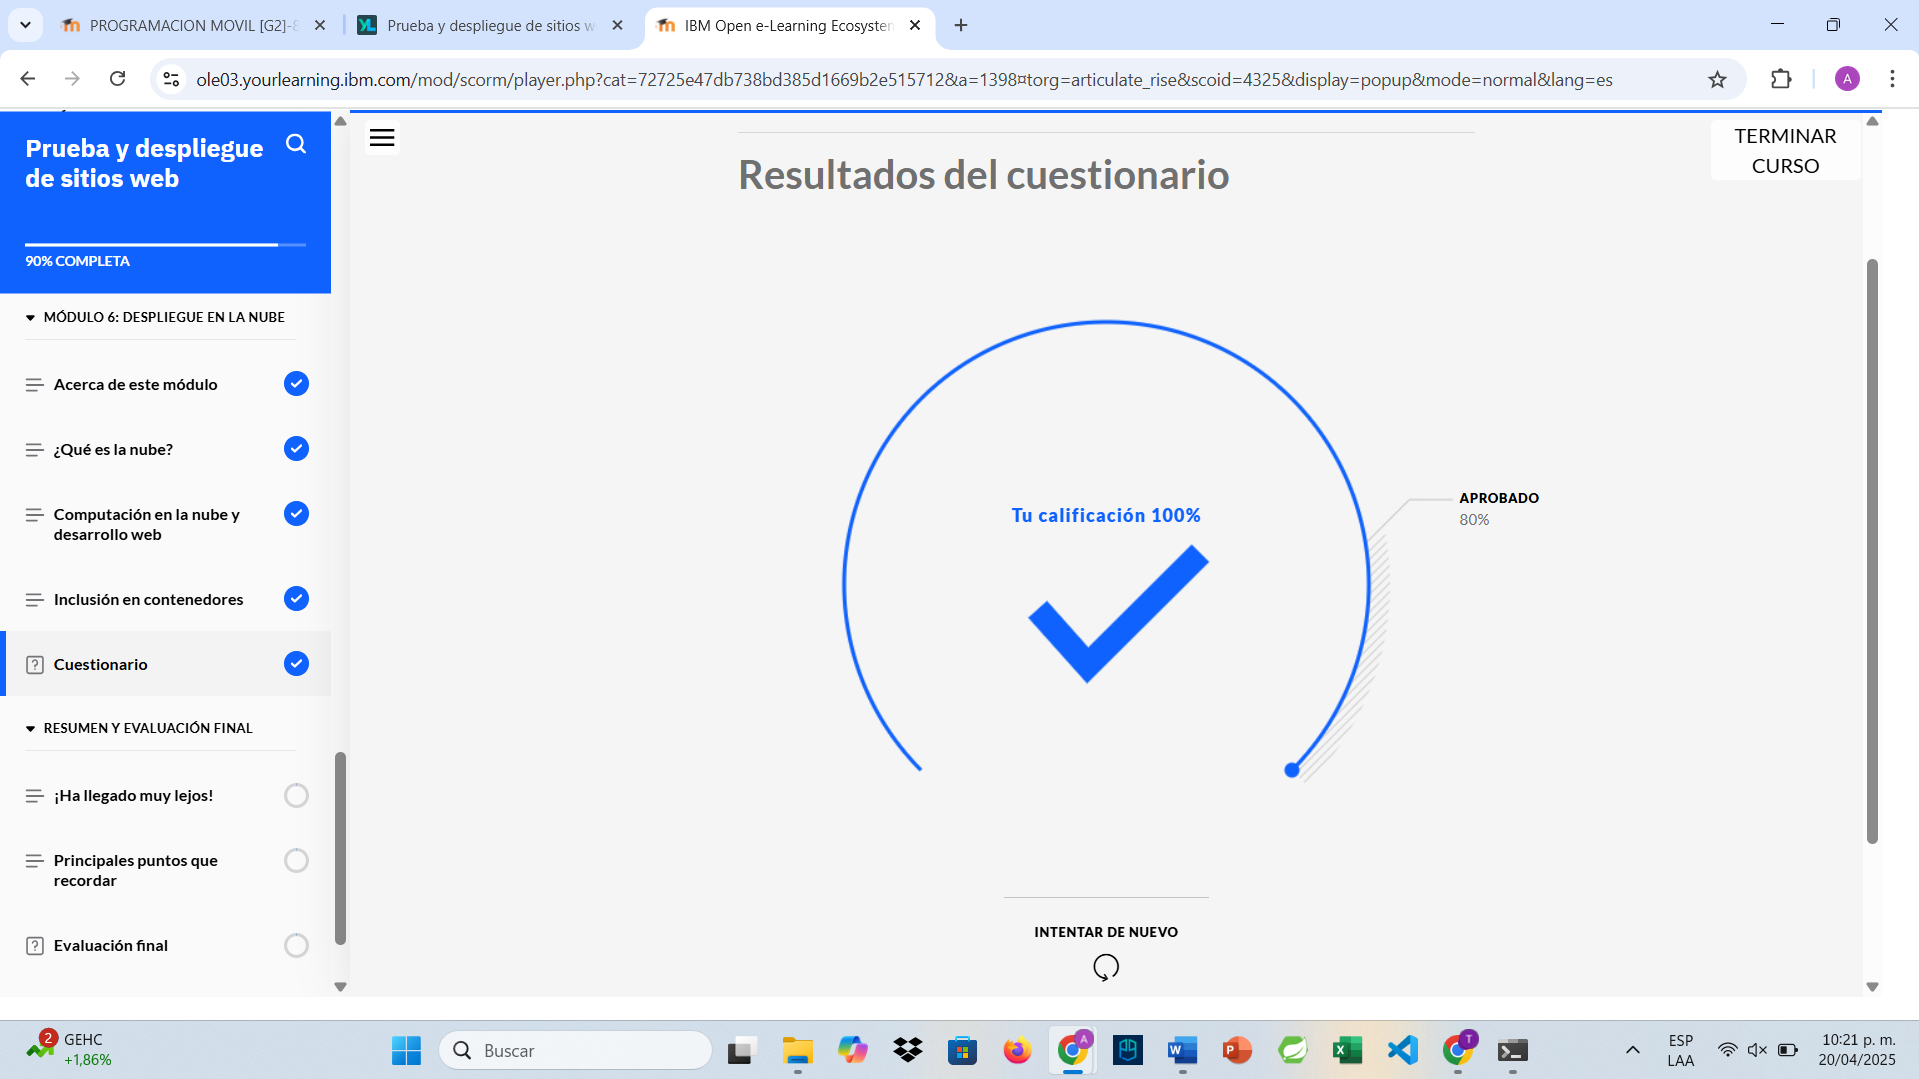 PROGRAMACION MOVIL [G2]-8
Prueba y despliegue de sitios w
IBM Open e-Learning Ecosystem
ole03.yourlearning.ibm.com/mod/scorm/player.php?cat=72725e47db738bd385d1669b2e515712&a=1398¤torg=articulate_rise&scoid=4325&display=popup&mode=normal&lang=es
A
Prueba y despliegue
de sitios web
90% COMPLETA
MÓDULO 6: DESPLIEGUE EN LA NUBE
Acerca de este módulo
¿Qué es la nube?
Computación en la nube y
desarrollo web
Inclusión en contenedores
Cuestionario
RESUMEN Y EVALUACIÓN FINAL
¡Ha llegado muy lejos!
Principales puntos que
recordar
Evaluación final
TERMINAR
CURSO
Resultados del cuestionario
Tu calificación 100%
APROBADO
80%
INTENTAR DE NUEVO
2
GEHC
+1,86%
Buscar
A
T
ESP
LAA
10:21 p. m.
20/04/2025